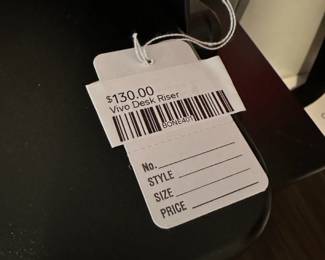 $130.00
Vivo Desk Riser
No.
STYLE
SIZE
PRICE